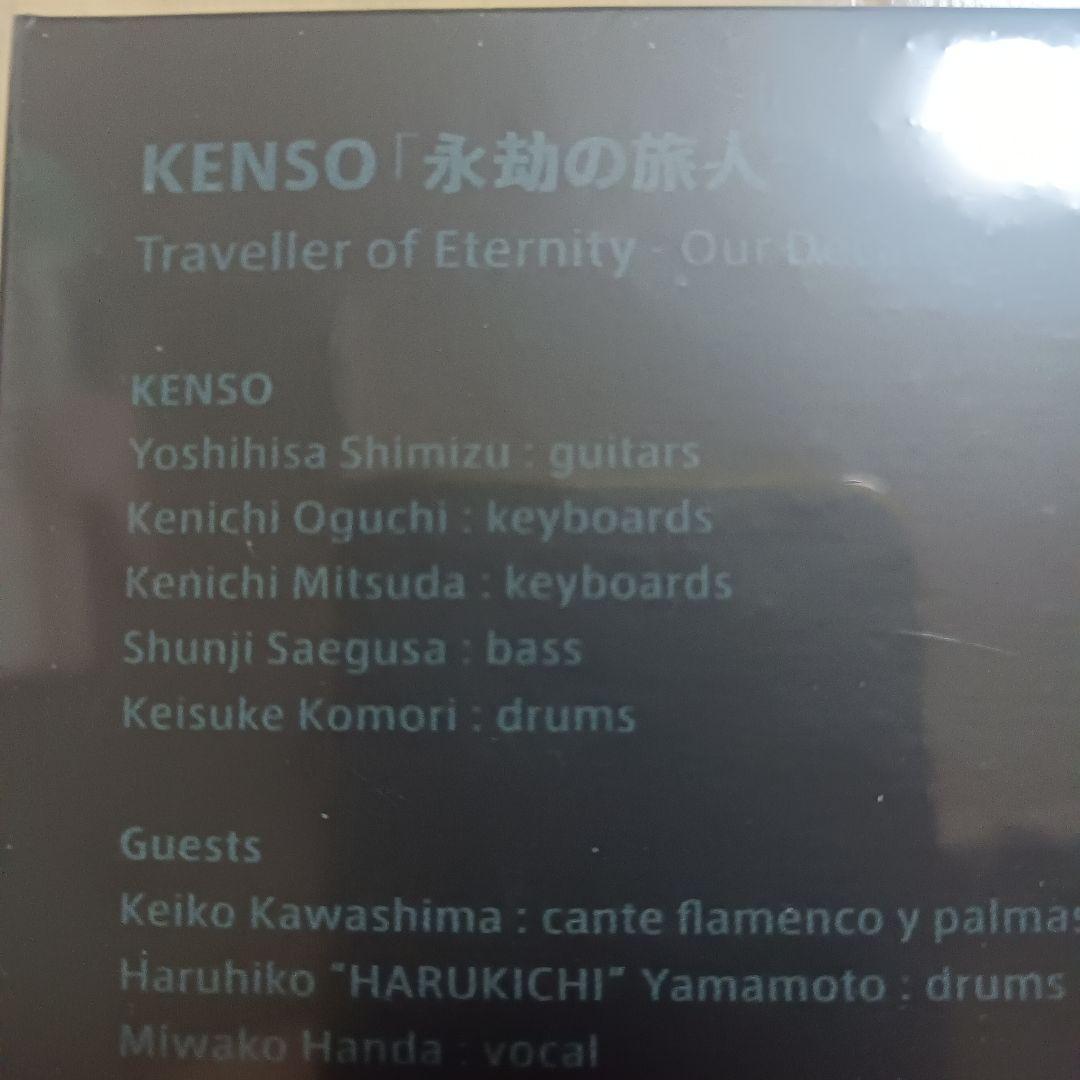 KENSO「永劫の旅人
Traveller of Eternity - Our
KENSO
Yoshihisa Shimizu : guitars
Kenichi Oguchi : keyboards
Kenichi Mitsuda : keyboards
Shunji Saegusa : bass
Keisuke Komori : drums
Guests
Keiko Kawashima : cante flamenco y palmas
Haruhiko "HARUKICHI" Yamamoto : drums
Miwako Handa : vocal